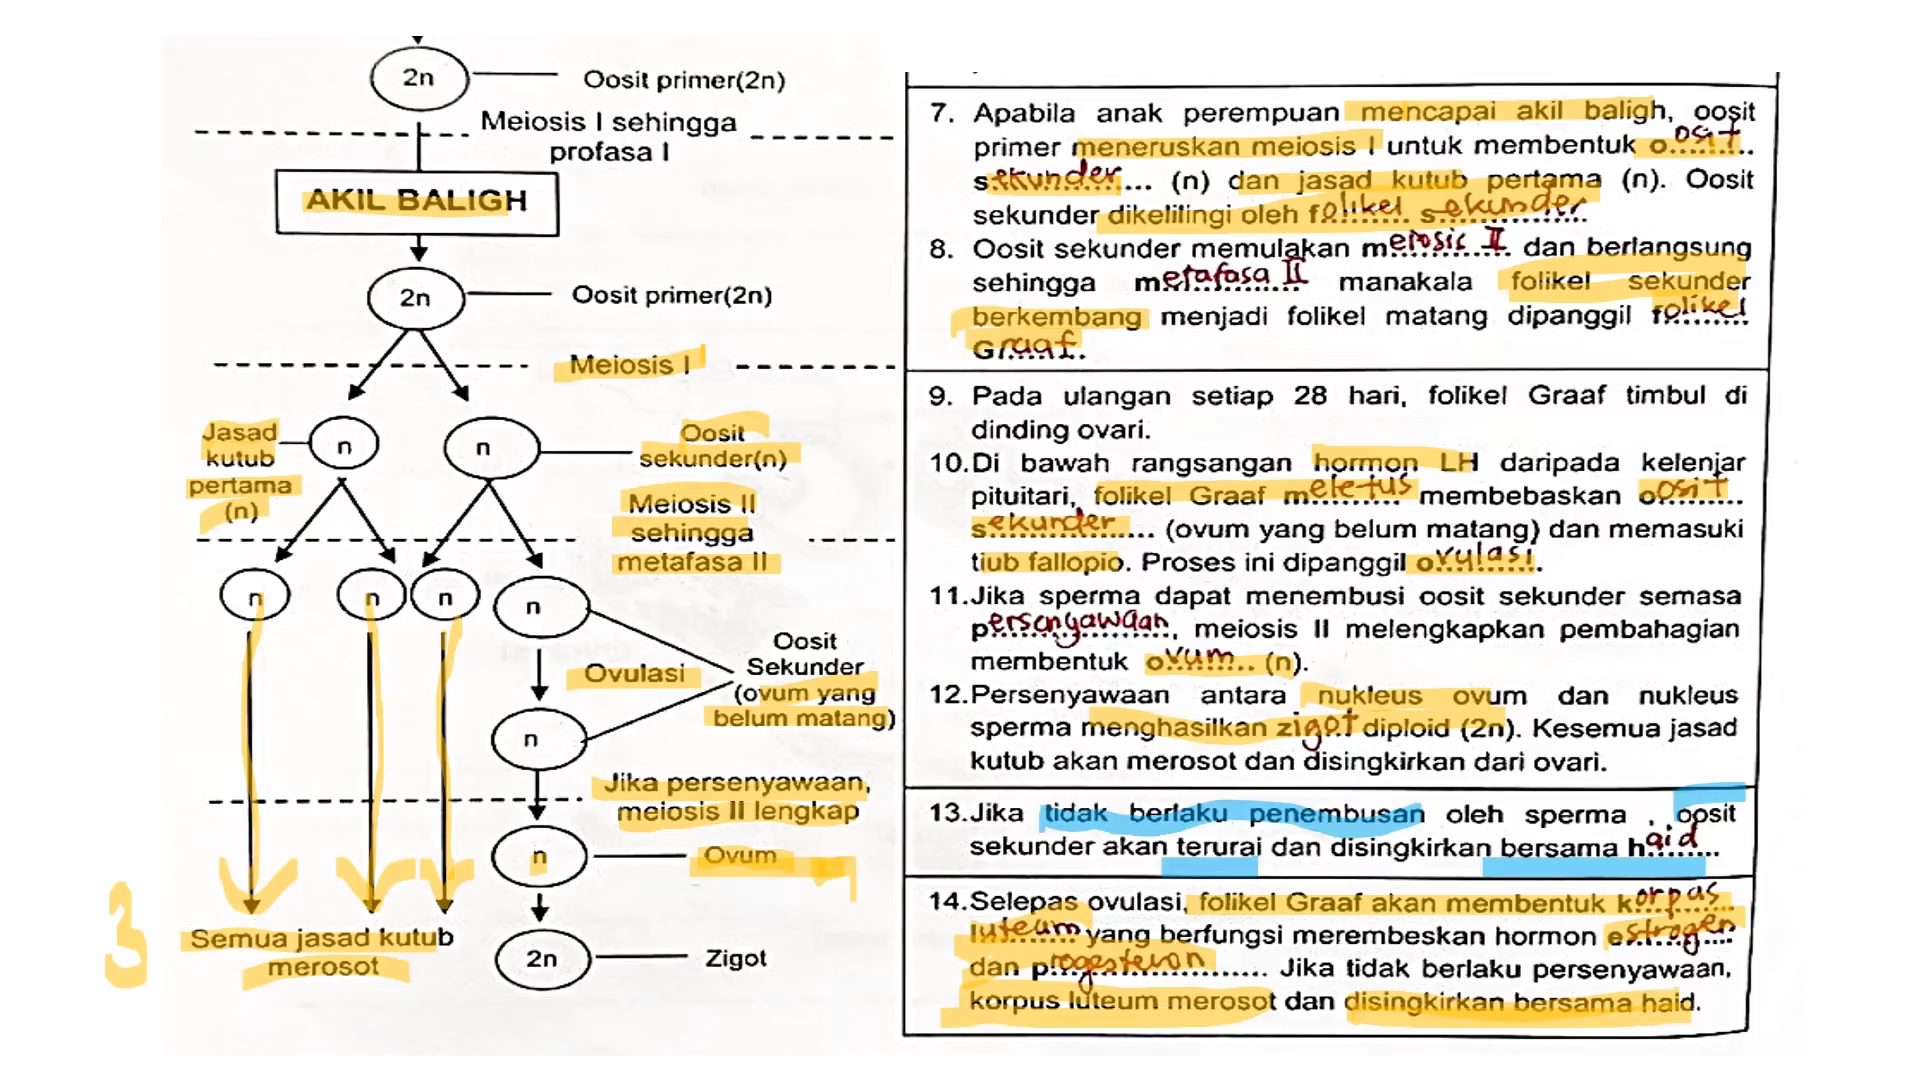 2n
Oosit primer(2n)
Meiosis I sehingga
profasa I
AKIL BALIGH
2n
Oosit primer(2n)
Meiosis I
Jasad
kutub
pertama
(n)
n
n
Oosit
sekunder(n)
Meiosis II
sehingga
metafasa II
n
n
n
n
Ovulasi
Oosit
Sekunder
(ovum yang
belum matang)
n
Jika persenyawaan,
meiosis II lengkap
n
Ovum
3
Semua jasad kutub
merosot
2n
Zigot
7. Apabila anak perempuan mencapai akil baligh, oosit
primer meneruskan meiosis I untuk membentuk oosit
sekunder (n) dan jasad kutub pertama (n). Oosit
sekunder dikelilingi oleh folikel sekunder
8. Oosit sekunder memulakan meiosis II dan berlangsung
sehingga metafasa II manakala folikel sekunder
berkembang menjadi folikel matang dipanggil folikel
Graaf.
9. Pada ulangan setiap 28 hari, folikel Graaf timbul di
dinding ovari.
10.Di bawah rangsangan hormon LH daripada kelenjar
pituitari, folikel Graaf meletus membebaskan oosit
sekunder (ovum yang belum matang) dan memasuki
tiub fallopio. Proses ini dipanggil ovulasi.
11.Jika sperma dapat menembusi oosit sekunder semasa
persenyawaan, meiosis II melengkapkan pembahagian
membentuk ovum (n).
12.Persenyawaan antara nukleus ovum dan nukleus
sperma menghasilkan zigot diploid (2n). Kesemua jasad
kutub akan merosot dan disingkirkan dari ovari.
13.Jika tidak berlaku penembusan oleh sperma , oosit
sekunder akan terurai dan disingkirkan bersama haid
14.Selepas ovulasi, folikel Graaf akan membentuk korpus
luteum yang berfungsi merembeskan hormon estrogen
dan progesteron Jika tidak berlaku persenyawaan,
korpus luteum merosot dan disingkirkan bersama haid.